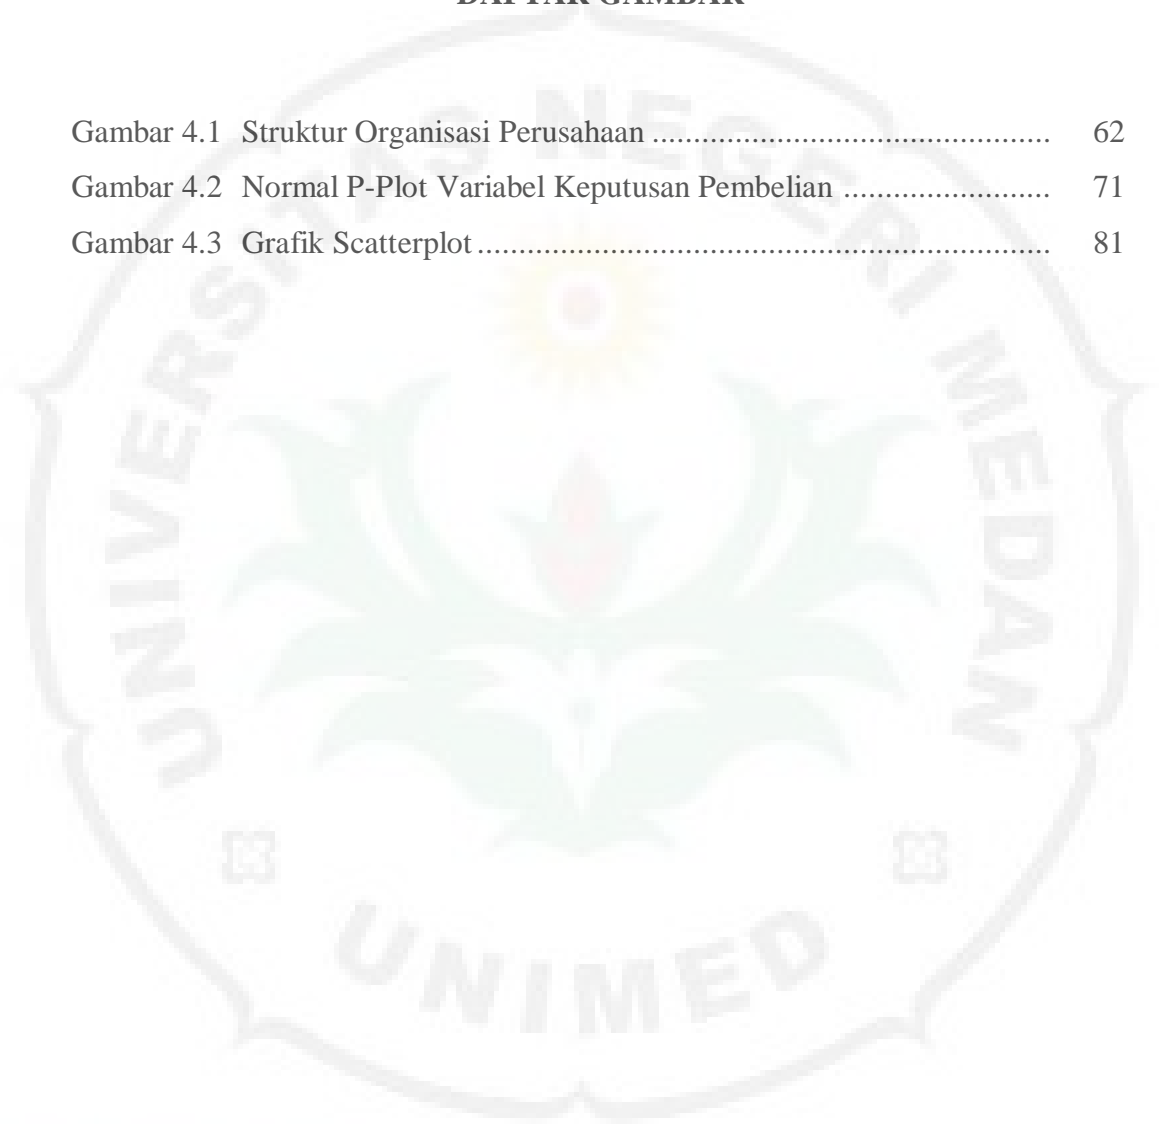 DAFTAR GAMBAR
Gambar 4.1 Struktur Organisasi Perusahaan ................................................ 62
Gambar 4.2 Normal P-Plot Variabel Keputusan Pembelian ......................... 71
Gambar 4.3 Grafik Scatterplot ..................................................................... 81
UNIVERSITAS NEGERI MEDAN
UNIMED